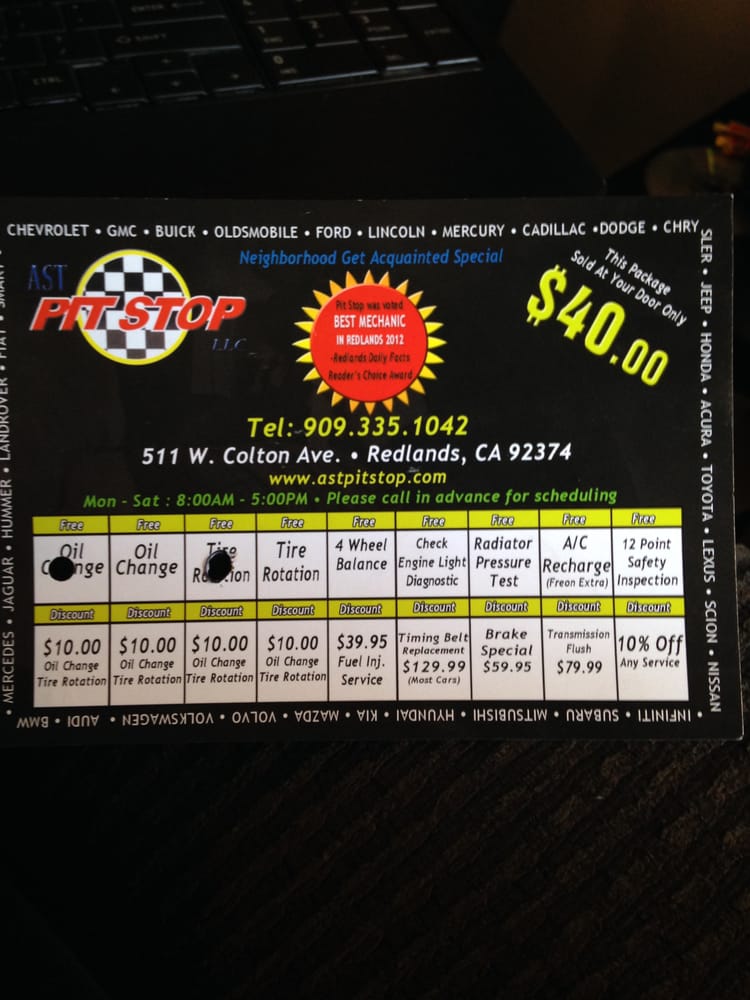 CHEVROLET • GMC • BUICK • OLDSMOBILE • FORD • LINCOLN • MERCURY • CADILLAC •DODGE • CHRY
SLER • JEEP • HONDA • ACURA • TOYOTA • LEXUS • SCION • NISSAN
• INFINITI • SUBARU • MITSUBISHI • HYUNDAI • KIA • MAZDA • VOLVO • VOLKSWAGEN • AUDI • BMW
• MERCEDES • JAGUAR • HUMMER • LANDROVER • FIAT • SMART •
Neighborhood Get Acquainted Special
This Package
Sold At Your Door Only
$40.00
AST
PIT STOP
LLC
Pit Stop was voted
BEST MECHANIC
IN REDLANDS 2012
-Redlands Daily Facts
Reader's Choice Award
Tel: 909.335.1042
511 W. Colton Ave. • Redlands, CA 92374
www.astpitstop.com
Mon - Sat : 8:00AM - 5:00PM • Please call in advance for scheduling
Free Free Free Free Free Free Free Free Free
Oil Oil Tire Tire 4 Wheel Check Radiator A/C 12 Point
C nge Change R ion Rotation Balance Engine Light Pressure Recharge Safety
Diagnostic Test (Freon Extra) Inspection
Discount Discount Discount Discount Discount Discount Discount Discount Discount
$10.00 $10.00 $10.00 $10.00 $39.95 Timing Belt Brake Transmission 10% Off
Oil Change Oil Change Oil Change Oil Change Fuel Inj. Replacement Special Flush Any Service
Tire Rotation Tire Rotation Tire Rotation Tire Rotation Service $129.99 $59.95 $79.99
(Most Cars)